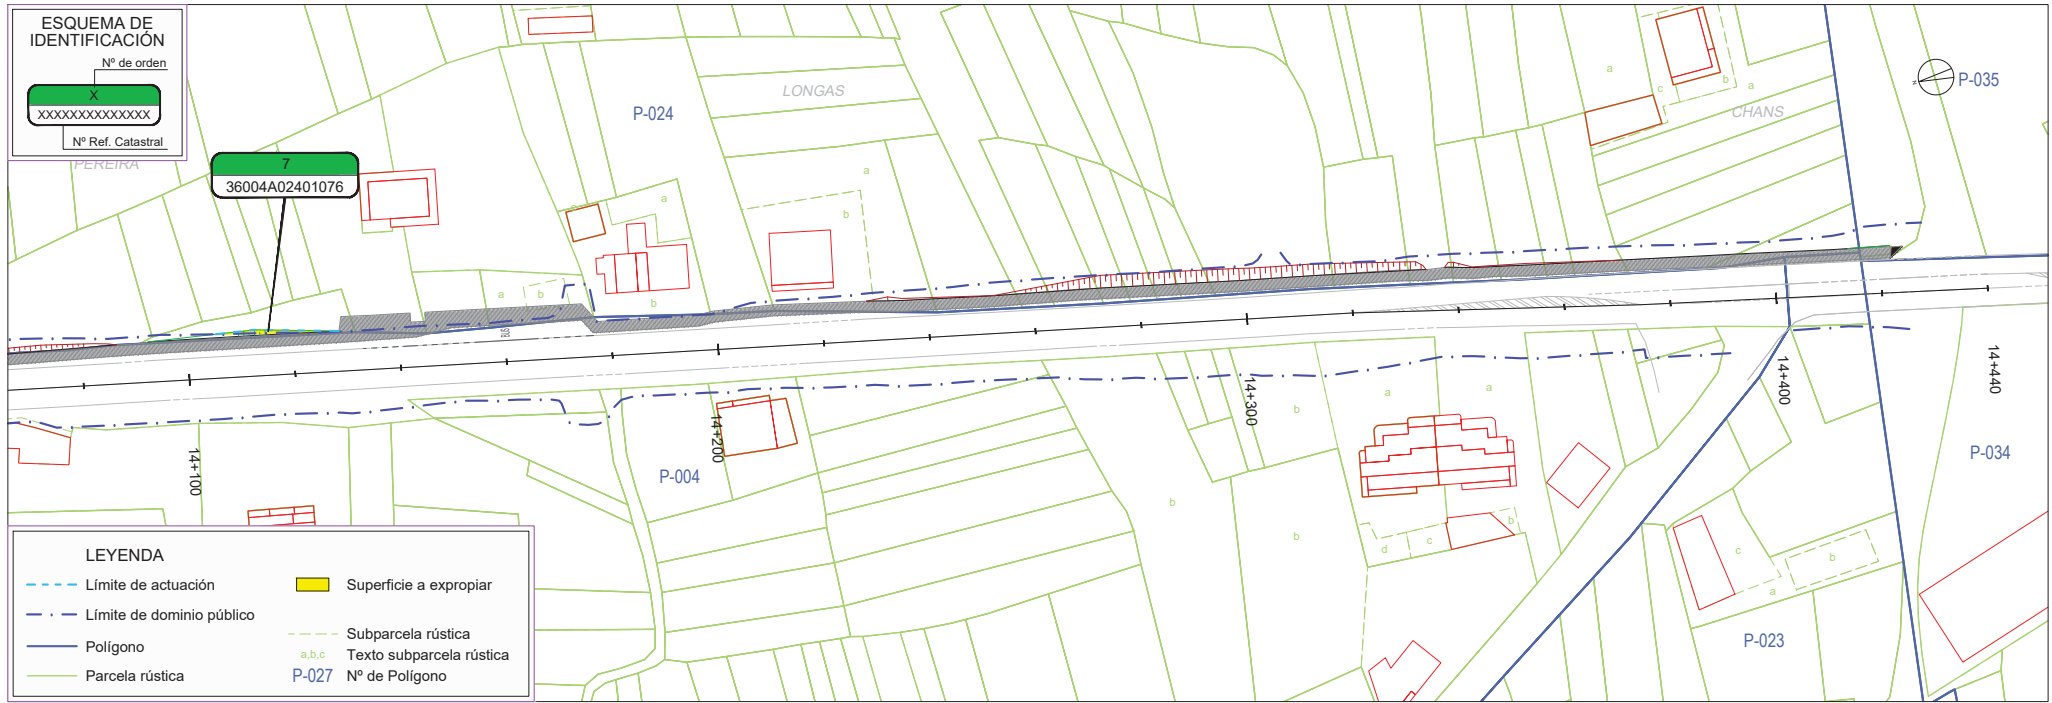 ESQUEMA DE
IDENTIFICACIÓN
Nº de orden
X
XXXXXXXXXXXXXX
Nº Ref. Catastral
PEREIRA
7
36004A02401076
P-024
LONGAS
CHANS
P-035
a
b
a
b
a
b
a
b
a
c
b
a
14+100
14+200
14+300
14+400
14+440
P-004
P-034
P-023
b
a
a
b
b
d
c
b
c
b
a
LEYENDA
Límite de actuación
Límite de dominio público
Polígono
Parcela rústica
Superficie a expropiar
Subparcela rústica
a,b,c Texto subparcela rústica
P-027 Nº de Polígono